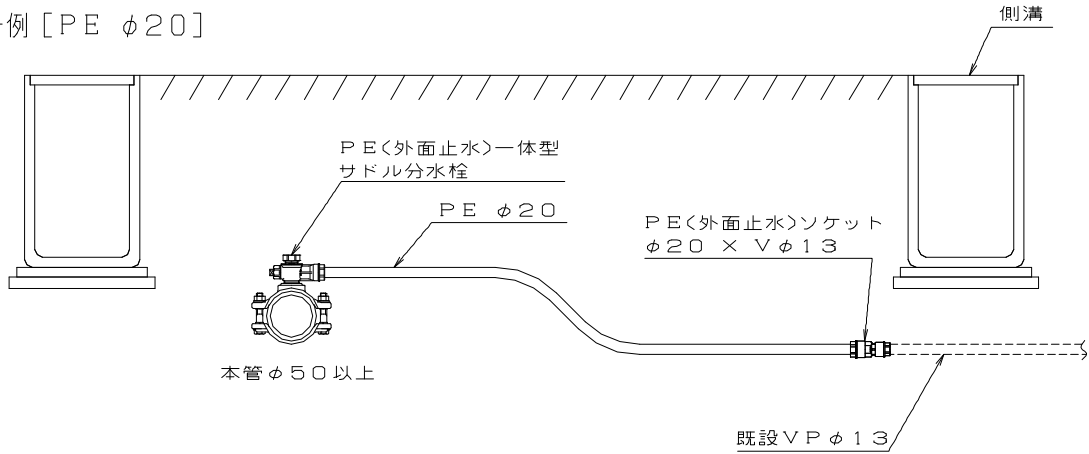 例［PE φ20］
側溝
PE(外面止水)一体型
サドル分水栓
PE φ20
PE(外面止水)ソケット
φ20 × Vφ13
本管φ50以上
既設VPφ13